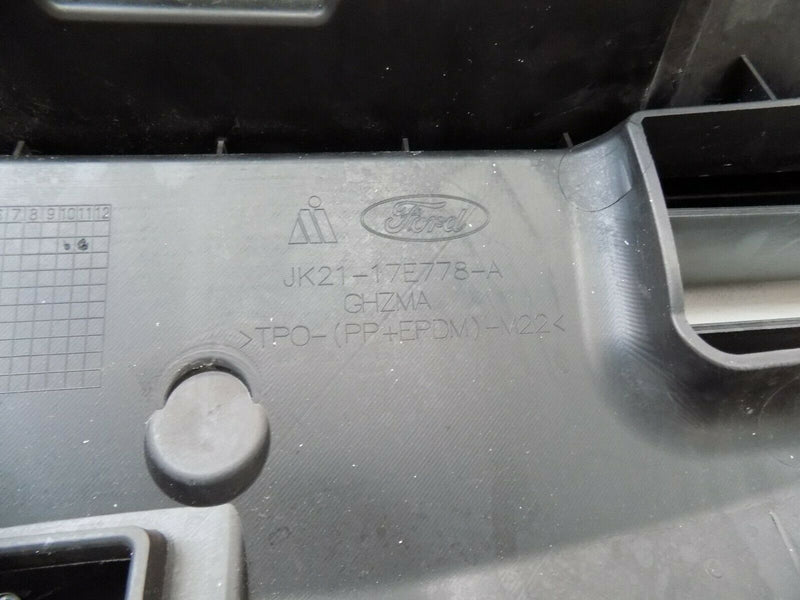 7 8 9 10 11 12
Ford
JK21-17E778-A
GHZMA
>TPO-(PP+EPDM)-M22<